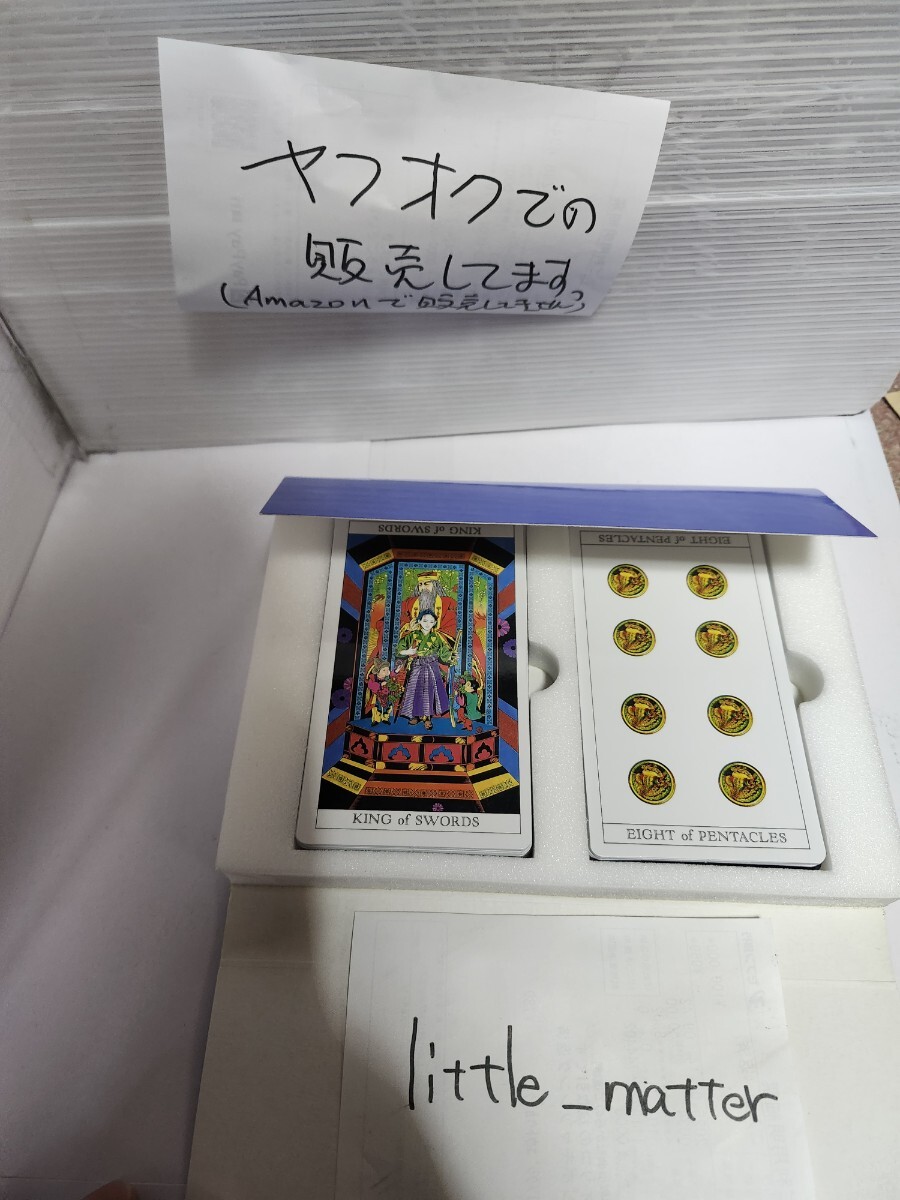 ヤフオクでの
販売してます
(Amazonで販売してません)
KING of SWORDS
KING of SWORDS
EIGHT of PENTACLES
EIGHT of PENTACLES
little_matter